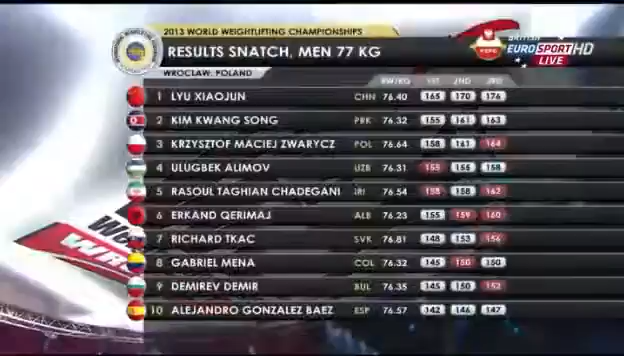 2013 WORLD WEIGHTLIFTING CHAMPIONSHIPS
RESULTS SNATCH, MEN 77 KG
BRITISH
EUROSPORT HD
LIVE
WROCLAW, POLAND
BW/KG 1ST 2ND 3RD
1 LYU XIAOJUN CHN 76.40 165 170 176
2 KIM KWANG SONG PRK 76.32 155 161 163
3 KRZYSZTOF MACIEJ ZWARYCZ POL 76.64 158 161 164
4 ULUGBEK ALIMOV UZB 76.31 155 155 158
5 RASOUL TAGHIAN CHADEGANI IRI 76.54 158 158 162
6 ERKAND QERIMAJ ALB 76.23 155 159 160
7 RICHARD TKAC SVK 76.81 148 153 156
8 GABRIEL MENA COL 76.32 145 150 150
9 DEMIREV DEMIR BUL 76.35 145 150 152
10 ALEJANDRO GONZALEZ BAEZ ESP 76.57 142 146 147